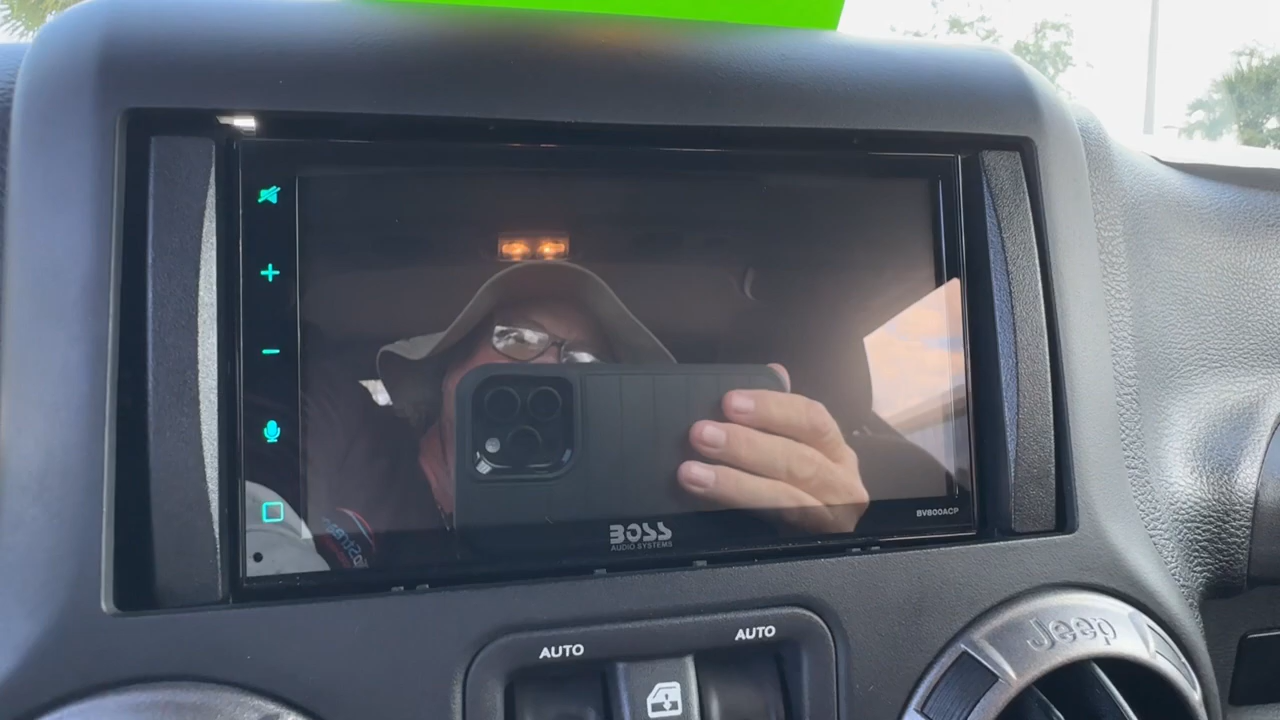 BV800ACP
BOSS
AUDIO SYSTEMS
AUTO
AUTO
Jeep